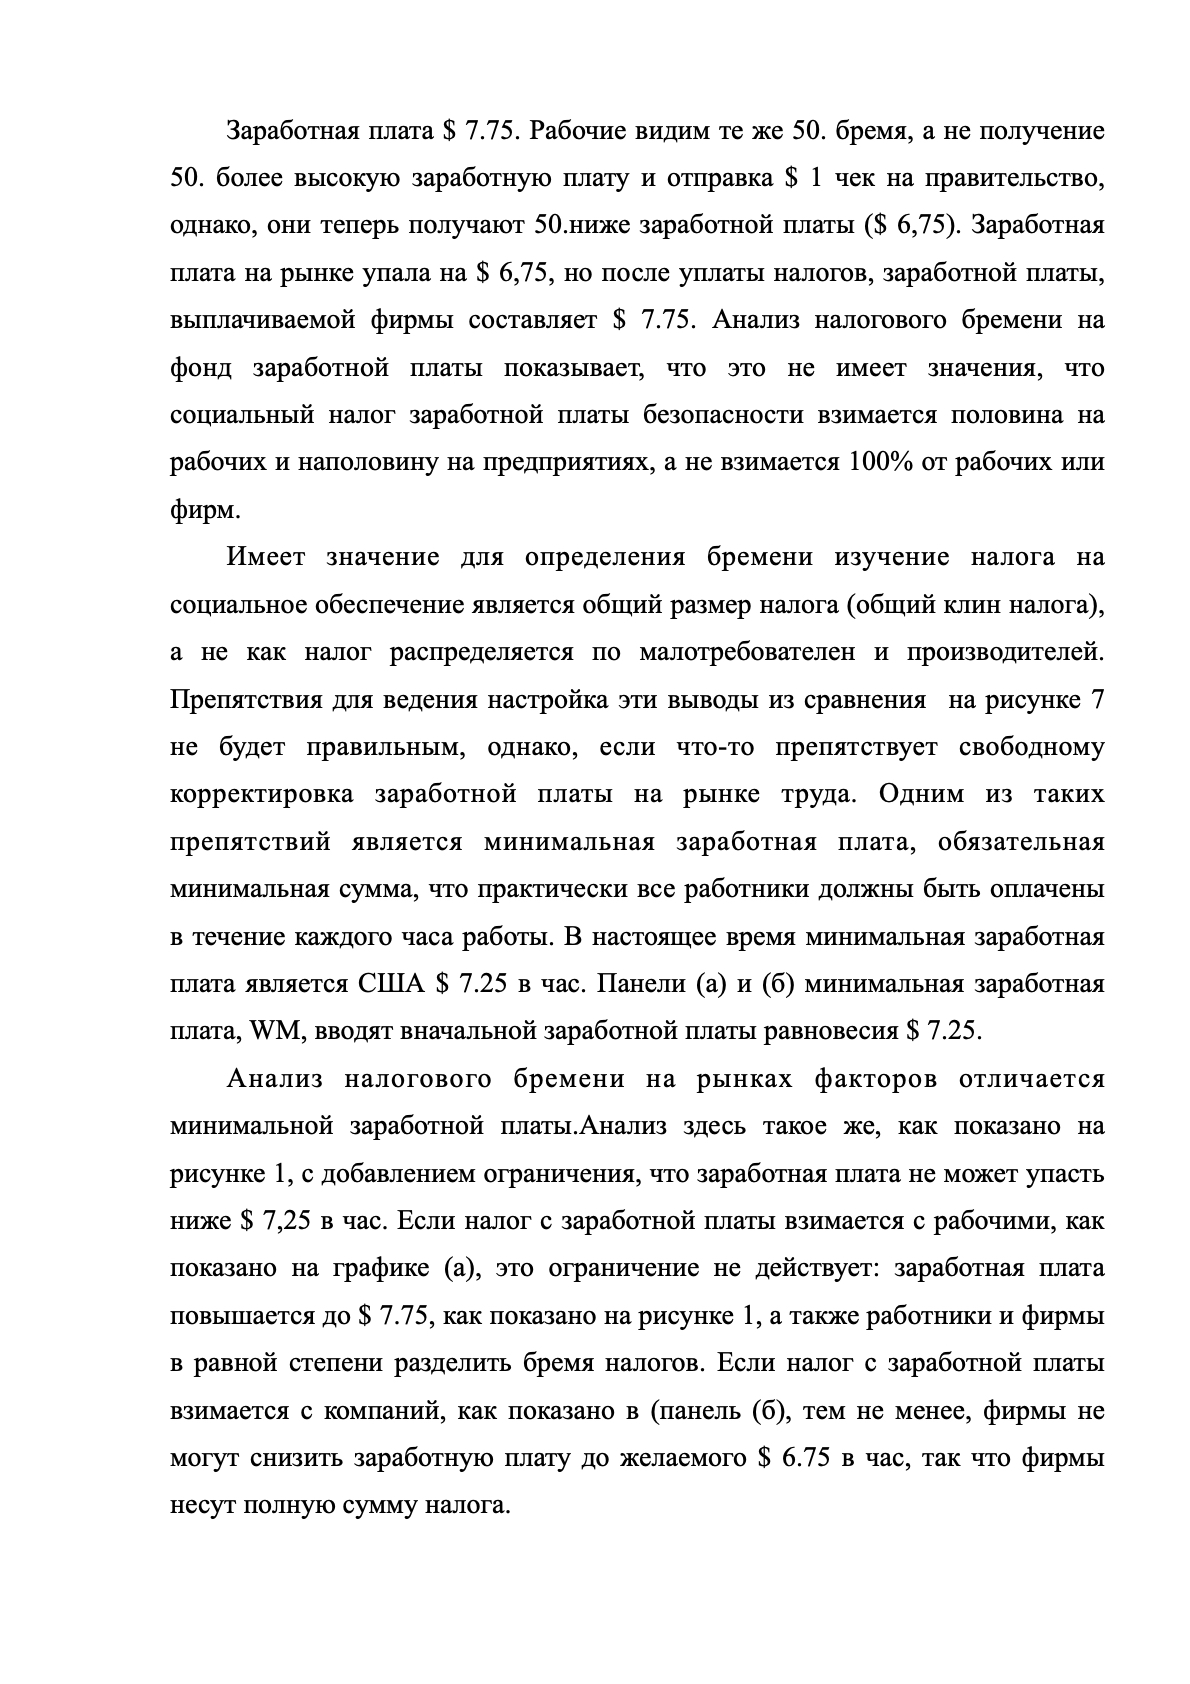 Заработная плата $ 7.75. Рабочие видим те же 50. бремя, а не получение
50. более высокую заработную плату и отправка $ 1 чек на правительство,
однако, они теперь получают 50.ниже заработной платы ($ 6,75). Заработная
плата на рынке упала на $ 6,75, но после уплаты налогов, заработной платы,
выплачиваемой фирмы составляет $ 7.75. Анализ налогового бремени на
фонд заработной платы показывает, что это не имеет значения, что
социальный налог заработной платы безопасности взимается половина на
рабочих и наполовину на предприятиях, а не взимается 100% от рабочих или
фирм.
Имеет значение для определения бремени изучение налога на
социальное обеспечение является общий размер налога (общий клин налога),
а не как налог распределяется по малотребователен и производителей.
Препятствия для ведения настройка эти выводы из сравнения на рисунке 7
не будет правильным, однако, если что-то препятствует свободному
корректировка заработной платы на рынке труда. Одним из таких
препятствий является минимальная заработная плата, обязательная
минимальная сумма, что практически все работники должны быть оплачены
в течение каждого часа работы. В настоящее время минимальная заработная
плата является США $ 7.25 в час. Панели (а) и (б) минимальная заработная
плата, WM, вводят вначальной заработной платы равновесия $ 7.25.
Анализ налогового бремени на рынках факторов отличается
минимальной заработной платы.Анализ здесь такое же, как показано на
рисунке 1, с добавлением ограничения, что заработная плата не может упасть
ниже $ 7,25 в час. Если налог с заработной платы взимается с рабочими, как
показано на графике (а), это ограничение не действует: заработная плата
повышается до $ 7.75, как показано на рисунке 1, а также работники и фирмы
в равной степени разделить бремя налогов. Если налог с заработной платы
взимается с компаний, как показано в (панель (б), тем не менее, фирмы не
могут снизить заработную плату до желаемого $ 6.75 в час, так что фирмы
несут полную сумму налога.